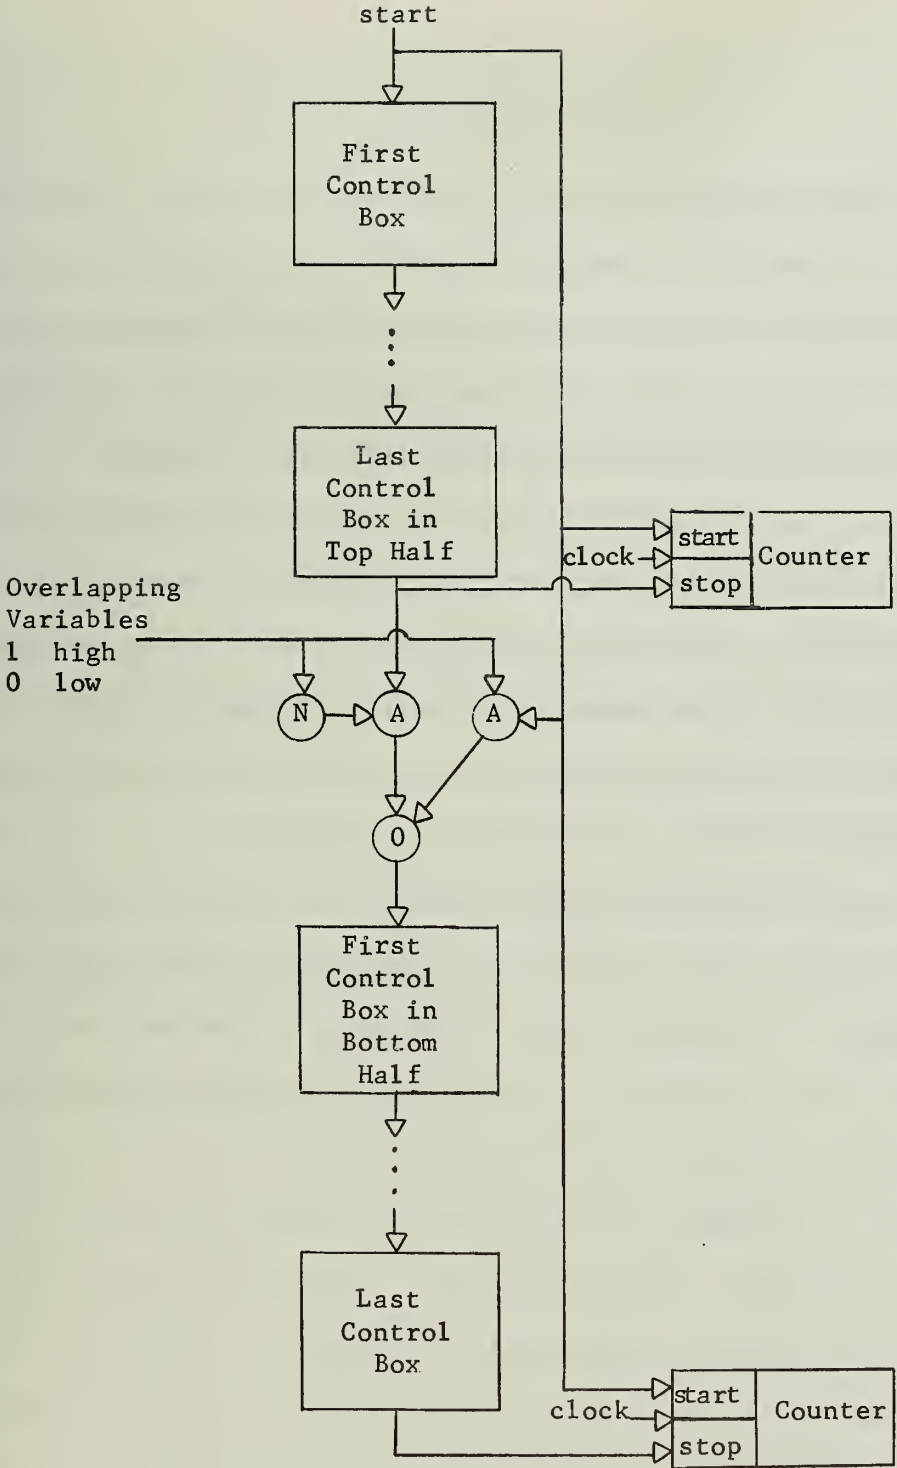 start
First
Control
Box
Last
Control
Box in
Top Half
start
clock
stop
Counter
Overlapping
Variables
1 high
0 low
N
A
A
O
First
Control
Box in
Bottom
Half
Last
Control
Box
start
clock
stop
Counter